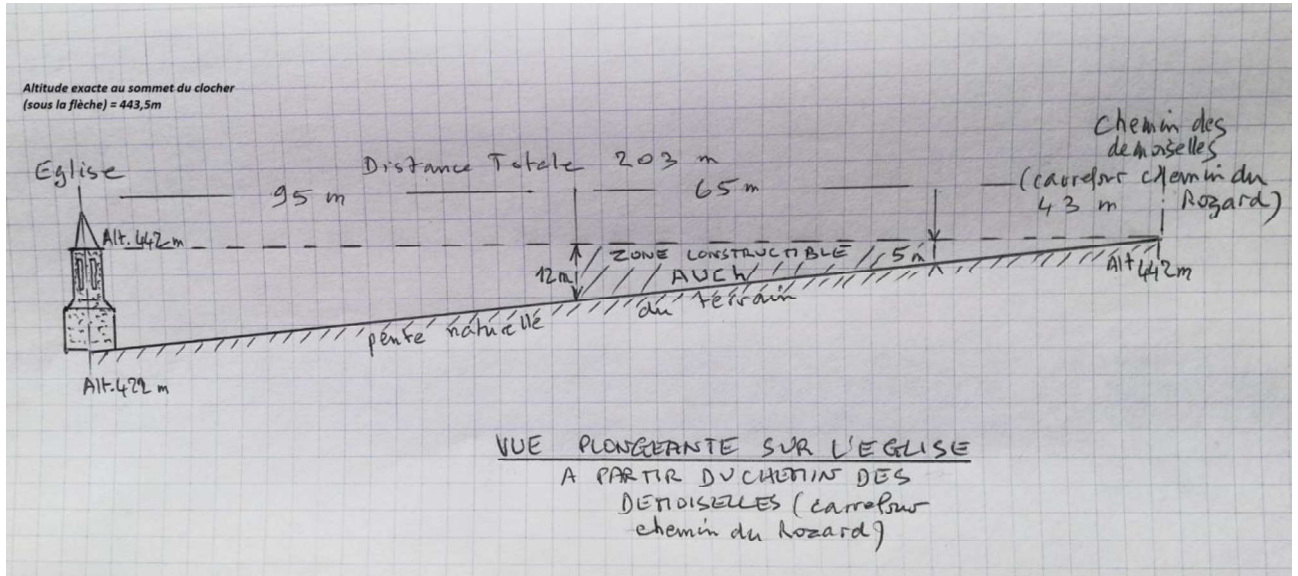 Altitude exacte au sommet du clocher
(sous la flèche) = 443,5m
Eglise
Distance Totale 203 m
95 m
65 m
Chemin des
demoiselles
(carrefour chemin du
43 m Rozard)
Alt. 442 m
12m
ZONE CONSTRUCTIBLE
AUCh
5 m
Alt 442m
pente naturelle du terrain
Alt. 422 m
VUE PLONGEANTE SUR L'EGLISE
A PARTIR DU CHEMIN DES
DEMOISELLES (carrefour
chemin du Rozard)